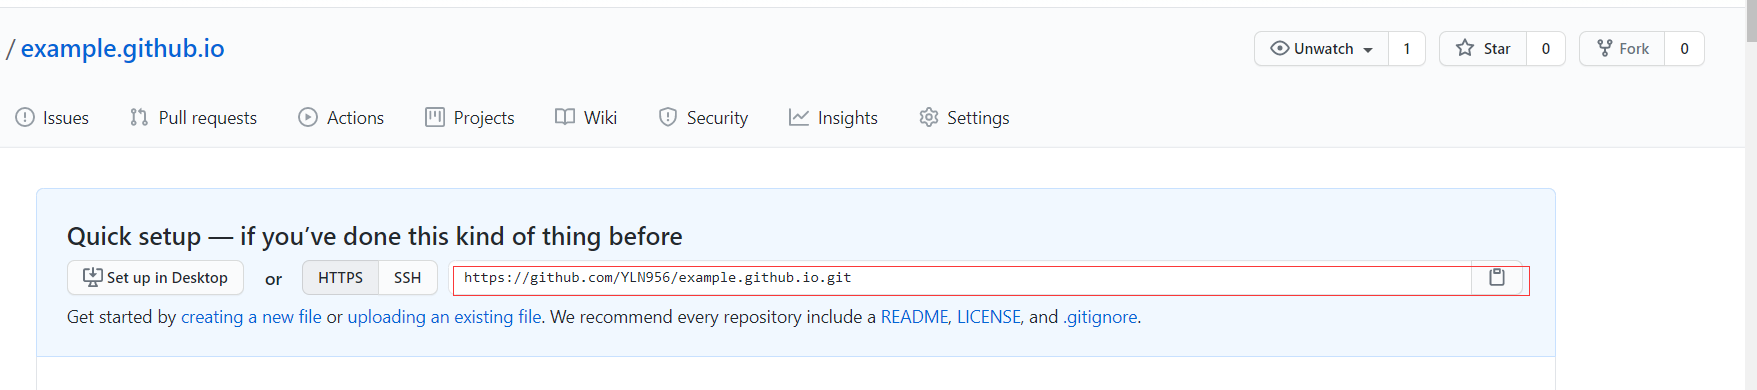 / example.github.io
Unwatch 1 Star 0 Fork 0
Issues Pull requests Actions Projects Wiki Security Insights Settings
Quick setup — if you’ve done this kind of thing before
Set up in Desktop or HTTPS SSH https://github.com/YLN956/example.github.io.git
Get started by creating a new file or uploading an existing file. We recommend every repository include a README, LICENSE, and .gitignore.